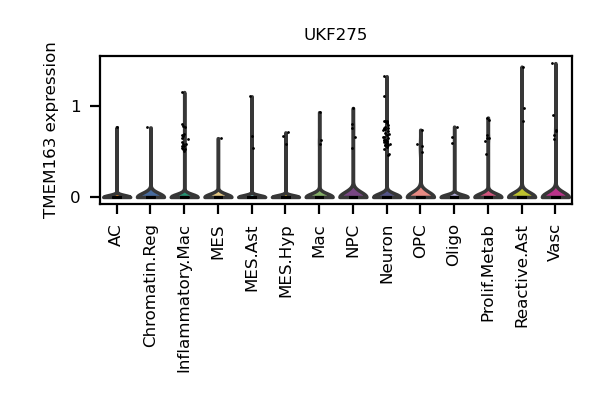 UKF275
TMEM163 expression
1
0
AC
Chromatin.Reg
Inflammatory.Mac
MES
MES.Ast
MES.Hyp
Mac
NPC
Neuron
OPC
Oligo
Prolif.Metab
Reactive.Ast
Vasc